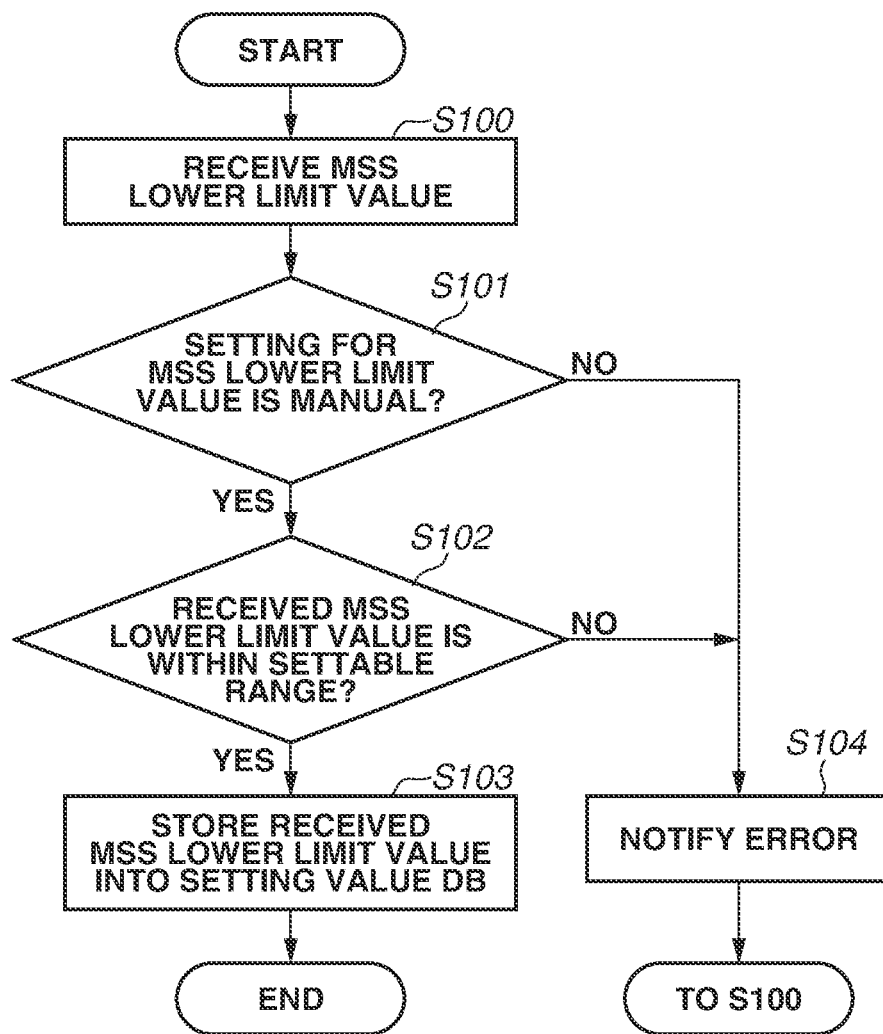 START
S100
RECEIVE MSS
LOWER LIMIT VALUE
S101
SETTING FOR
MSS LOWER LIMIT
VALUE IS MANUAL?
NO
YES
S102
RECEIVED MSS
LOWER LIMIT VALUE IS
WITHIN SETTABLE
RANGE?
NO
YES
S103
STORE RECEIVED
MSS LOWER LIMIT VALUE
INTO SETTING VALUE DB
S104
NOTIFY ERROR
END
TO S100